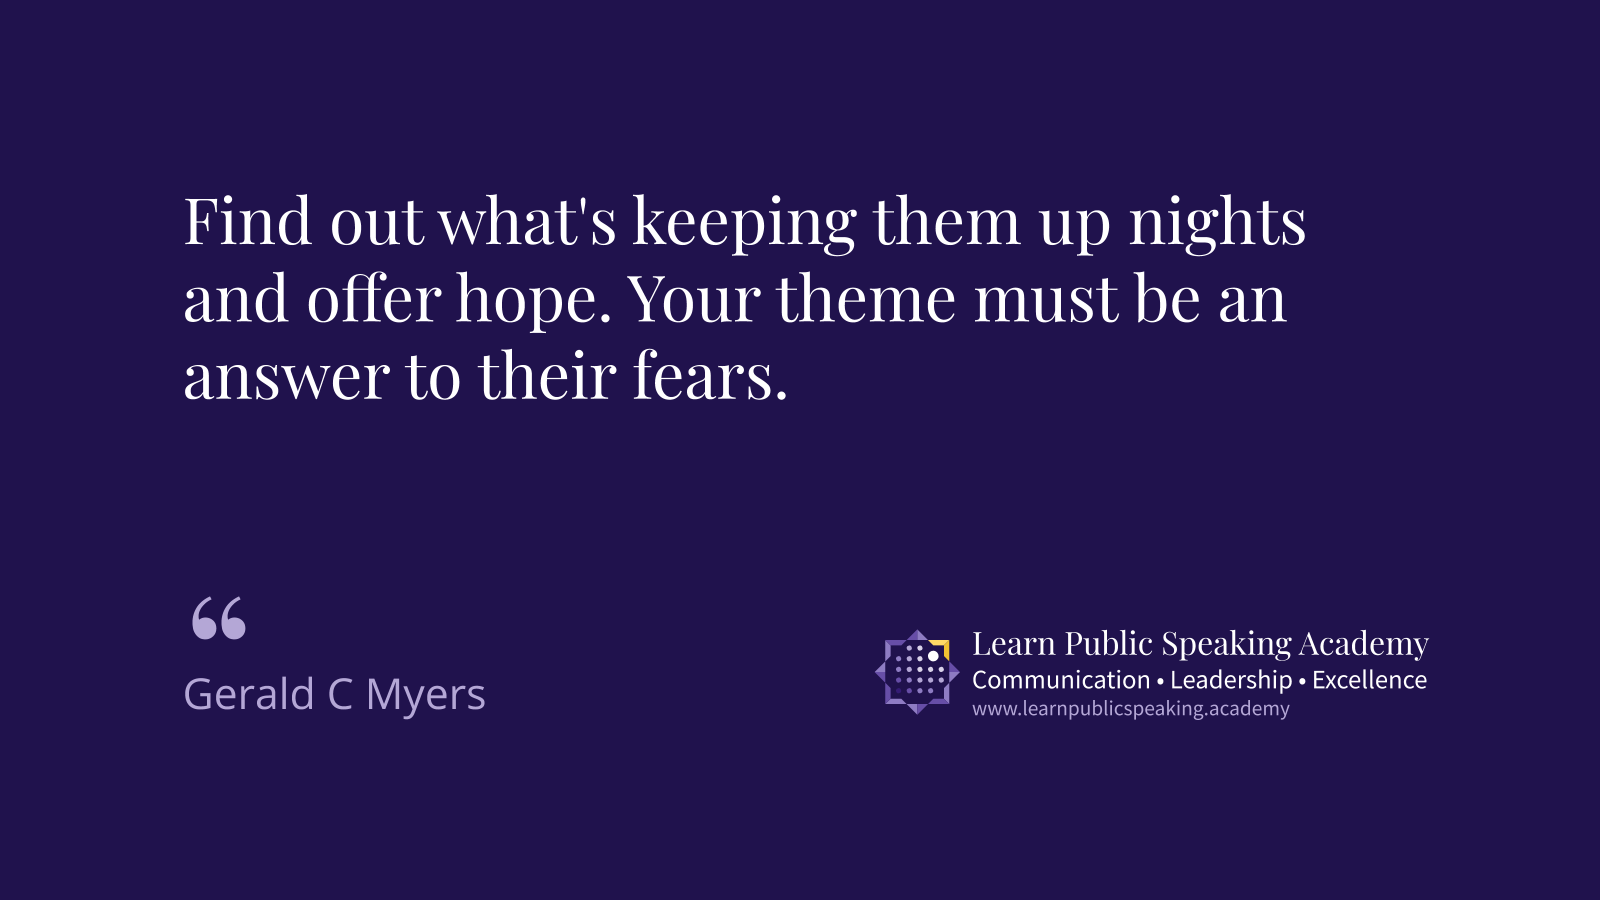 Find out what's keeping them up nights
and offer hope. Your theme must be an
answer to their fears.
“
Gerald C Myers
Learn Public Speaking Academy
Communication • Leadership • Excellence
www.learnpublicspeaking.academy